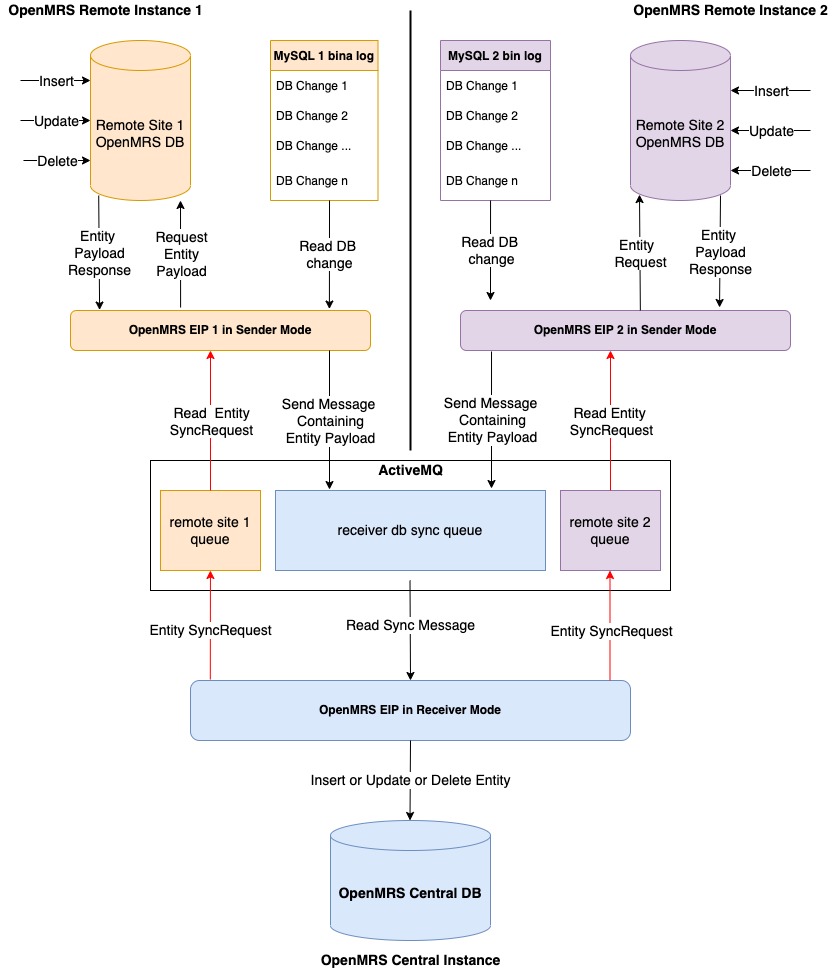 OpenMRS Remote Instance 1
OpenMRS Remote Instance 2
MySQL 1 bina log
DB Change 1
DB Change 2
DB Change ...
DB Change n
MySQL 2 bin log
DB Change 1
DB Change 2
DB Change ...
DB Change n
Insert
Update
Delete
Remote Site 1
OpenMRS DB
Remote Site 2
OpenMRS DB
Insert
Update
Delete
Entity
Payload
Response
Request
Entity
Payload
Read DB
change
Read DB
change
Entity
Request
Entity
Payload
Response
OpenMRS EIP 1 in Sender Mode
OpenMRS EIP 2 in Sender Mode
Read Entity
SyncRequest
Send Message
Containing
Entity Payload
Send Message
Containing
Entity Payload
Read Entity
SyncRequest
ActiveMQ
remote site 1
queue
receiver db sync queue
remote site 2
queue
Entity SyncRequest
Read Sync Message
Entity SyncRequest
OpenMRS EIP in Receiver Mode
Insert or Update or Delete Entity
OpenMRS Central DB
OpenMRS Central Instance